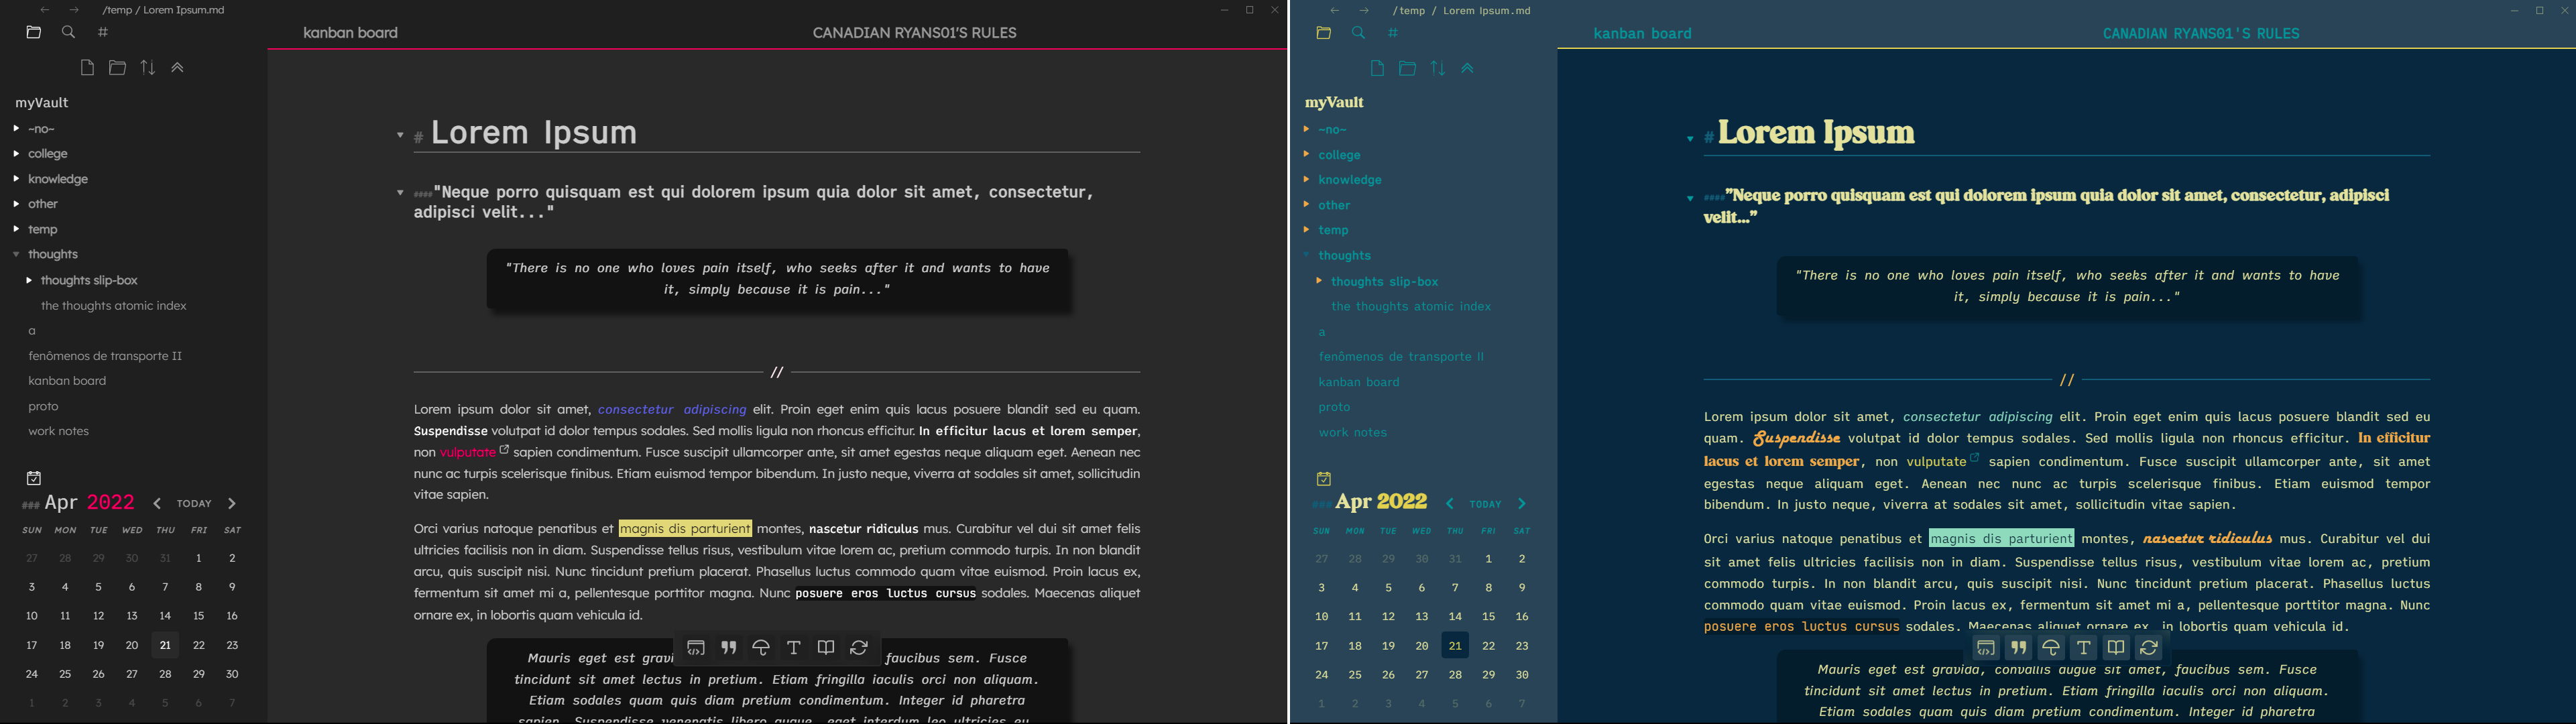 /temp / Lorem Ipsum.md
kanban board
CANADIAN RYANS01'S RULES
myVault
~no~
college
knowledge
other
temp
thoughts
thoughts slip-box
the thoughts atomic index
a
fenômenos de transporte II
kanban board
proto
work notes
### Apr 2022
TODAY
SUN MON TUE WED THU FRI SAT
27 28 29 30 31 1 2
3 4 5 6 7 8 9
10 11 12 13 14 15 16
17 18 19 20 21 22 23
24 25 26 27 28 29 30
1 2 3 4 5 6 7
# Lorem Ipsum
####"Neque porro quisquam est qui dolorem ipsum quia dolor sit amet, consectetur,
adipisci velit..."
"There is no one who loves pain itself, who seeks after it and wants to have
it, simply because it is pain..."
//
Lorem ipsum dolor sit amet, consectetur adipiscing elit. Proin eget enim quis lacus posuere blandit sed eu quam.
Suspendisse volutpat id dolor tempus sodales. Sed mollis ligula non rhoncus efficitur. In efficitur lacus et lorem semper,
non vulputate sapien condimentum. Fusce suscipit ullamcorper ante, sit amet egestas neque aliquam eget. Aenean nec
nunc ac turpis scelerisque finibus. Etiam euismod tempor bibendum. In justo neque, viverra at sodales sit amet, sollicitudin
vitae sapien.
Orci varius natoque penatibus et magnis dis parturient montes, nascetur ridiculus mus. Curabitur vel dui sit amet felis
ultricies facilisis non in diam. Suspendisse tellus risus, vestibulum vitae lorem ac, pretium commodo turpis. In non blandit
arcu, quis suscipit nisi. Nunc tincidunt pretium placerat. Phasellus luctus commodo quam vitae euismod. Proin lacus ex,
fermentum sit amet mi a, pellentesque porttitor magna. Nunc posuere eros luctus cursus sodales. Maecenas aliquet
ornare ex, in lobortis quam vehicula id.
Mauris eget est faucibus sem. Fusce
tincidunt sit amet lectus in pretium. Etiam fringilla iaculis orci non aliquam.
Etiam sodales quam quis diam pretium condimentum. Integer id pharetra
sapien. Suspendisse venenatis libero augue, eget interdum leo ultricies eu.
/temp / Lorem Ipsum.md
kanban board
CANADIAN RYANS01'S RULES
myVault
~no~
college
knowledge
other
temp
thoughts
thoughts slip-box
the thoughts atomic index
a
fenômenos de transporte II
kanban board
proto
work notes
### Apr 2022
TODAY
SUN MON TUE WED THU FRI SAT
27 28 29 30 31 1 2
3 4 5 6 7 8 9
10 11 12 13 14 15 16
17 18 19 20 21 22 23
24 25 26 27 28 29 30
1 2 3 4 5 6 7
# Lorem Ipsum
####"Neque porro quisquam est qui dolorem ipsum quia dolor sit amet, consectetur, adipisci
velit..."
"There is no one who loves pain itself, who seeks after it and wants to have
it, simply because it is pain..."
//
Lorem ipsum dolor sit amet, consectetur adipiscing elit. Proin eget enim quis lacus posuere blandit sed eu
quam. Suspendisse volutpat id dolor tempus sodales. Sed mollis ligula non rhoncus efficitur. In efficitur
lacus et lorem semper, non vulputate sapien condimentum. Fusce suscipit ullamcorper ante, sit amet
egestas neque aliquam eget. Aenean nec nunc ac turpis scelerisque finibus. Etiam euismod tempor
bibendum. In justo neque, viverra at sodales sit amet, sollicitudin vitae sapien.
Orci varius natoque penatibus et magnis dis parturient montes, nascetur ridiculus mus. Curabitur vel dui
sit amet felis ultricies facilisis non in diam. Suspendisse tellus risus, vestibulum vitae lorem ac, pretium
commodo turpis. In non blandit arcu, quis suscipit nisi. Nunc tincidunt pretium placerat. Phasellus luctus
commodo quam vitae euismod. Proin lacus ex, fermentum sit amet mi a, pellentesque porttitor magna. Nunc
posuere eros luctus cursus sodales. Maecenas aliquet ornare ex, in lobortis quam vehicula id.
Mauris eget est gravida, convallis augue sit amet, faucibus sem. Fusce
tincidunt sit amet lectus in pretium. Etiam fringilla iaculis orci non aliquam.
Etiam sodales quam quis diam pretium condimentum. Integer id pharetra